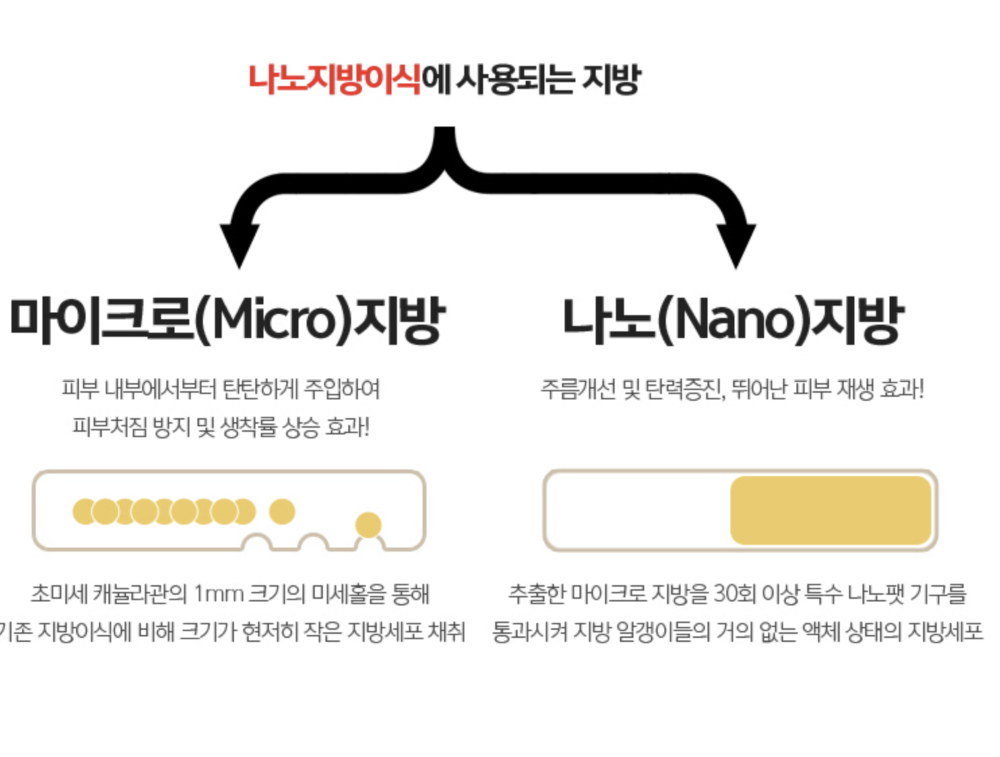 나노지방이식에 사용되는 지방
마이크로(Micro)지방
피부 내부에서부터 탄탄하게 주입하여
피부처짐 방지 및 생착률 상승 효과!
초미세 캐뉼라관의 1mm 크기의 미세홀을 통해
기존 지방이식에 비해 크기가 현저히 작은 지방세포 채취
나노(Nano)지방
주름개선 및 탄력증진, 뛰어난 피부 재생 효과!
추출한 마이크로 지방을 30회 이상 특수 나노팻 기구를
통과시켜 지방 알갱이들의 거의 없는 액체 상태의 지방세포